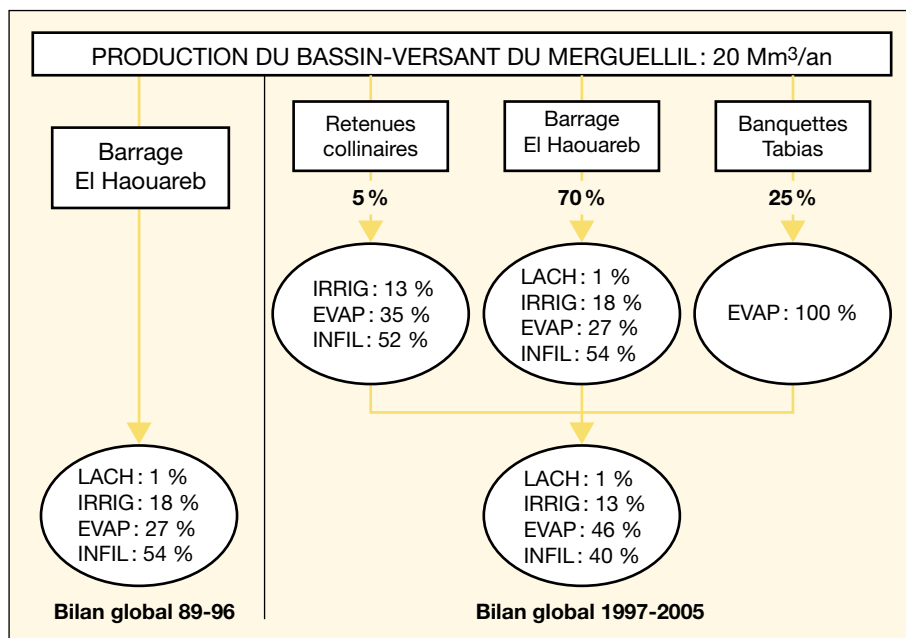 PRODUCTION DU BASSIN-VERSANT DU MERGUELLIL : 20 Mm³/an
Barrage
El Haouareb
Retenues
collinaires
Barrage
El Haouareb
Banquettes
Tabias
5 %
70 %
25 %
IRRIG : 13 %
EVAP : 35 %
INFIL : 52 %
LACH : 1 %
IRRIG : 18 %
EVAP : 27 %
INFIL : 54 %
EVAP : 100 %
LACH : 1 %
IRRIG : 18 %
EVAP : 27 %
INFIL : 54 %
LACH : 1 %
IRRIG : 13 %
EVAP : 46 %
INFIL : 40 %
Bilan global 89-96
Bilan global 1997-2005